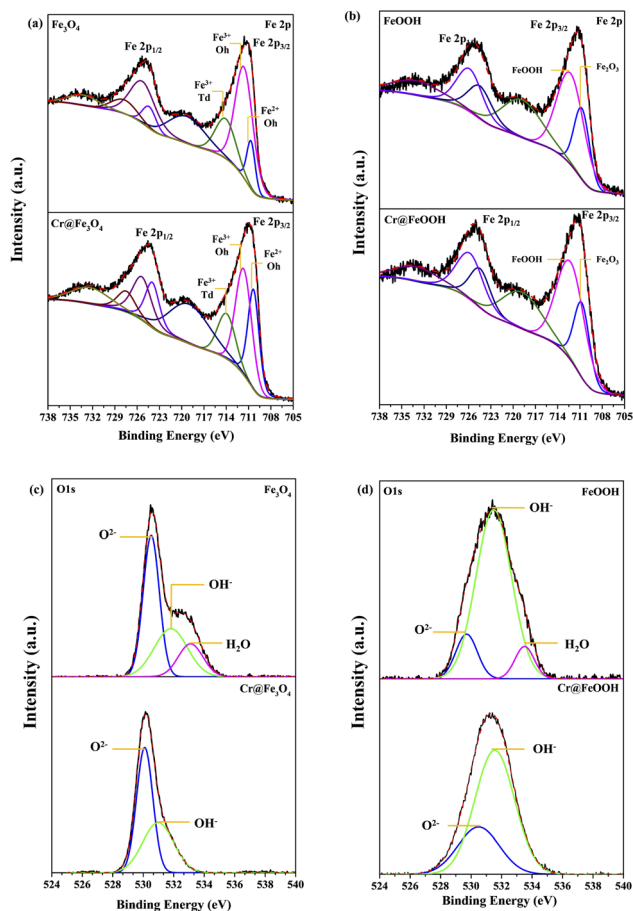 (a) Fe₃O₄ Fe³⁺ Oh Fe 2p
Fe 2p₁/₂ Fe 2p₃/₂
Fe³⁺ Td
Fe²⁺ Oh
Cr@Fe₃O₄
Fe 2p₁/₂ Fe³⁺ Oh Fe 2p₃/₂
Fe²⁺ Oh
Fe³⁺ Td
Intensity (a.u.)
738 735 732 729 726 723 720 717 714 711 708 705
Binding Energy (eV)
(b) FeOOH Fe 2p
Fe 2p₃/₂
Fe 2p₁/₂
FeOOH Fe₂O₃
Cr@FeOOH
Fe 2p₁/₂ Fe 2p₃/₂
FeOOH Fe₂O₃
Intensity (a.u.)
738 735 732 729 726 723 720 717 714 711 708 705
Binding Energy (eV)
(c) O1s Fe₃O₄
O²⁻
OH⁻
H₂O
Cr@Fe₃O₄
O²⁻
OH⁻
Intensity (a.u.)
524 526 528 530 532 534 536 538 540
Binding Energy (eV)
(d) O1s FeOOH
OH⁻
O²⁻
H₂O
Cr@FeOOH
OH⁻
O²⁻
Intensity (a.u.)
524 526 528 530 532 534 536 538 540
Binding Energy (eV)